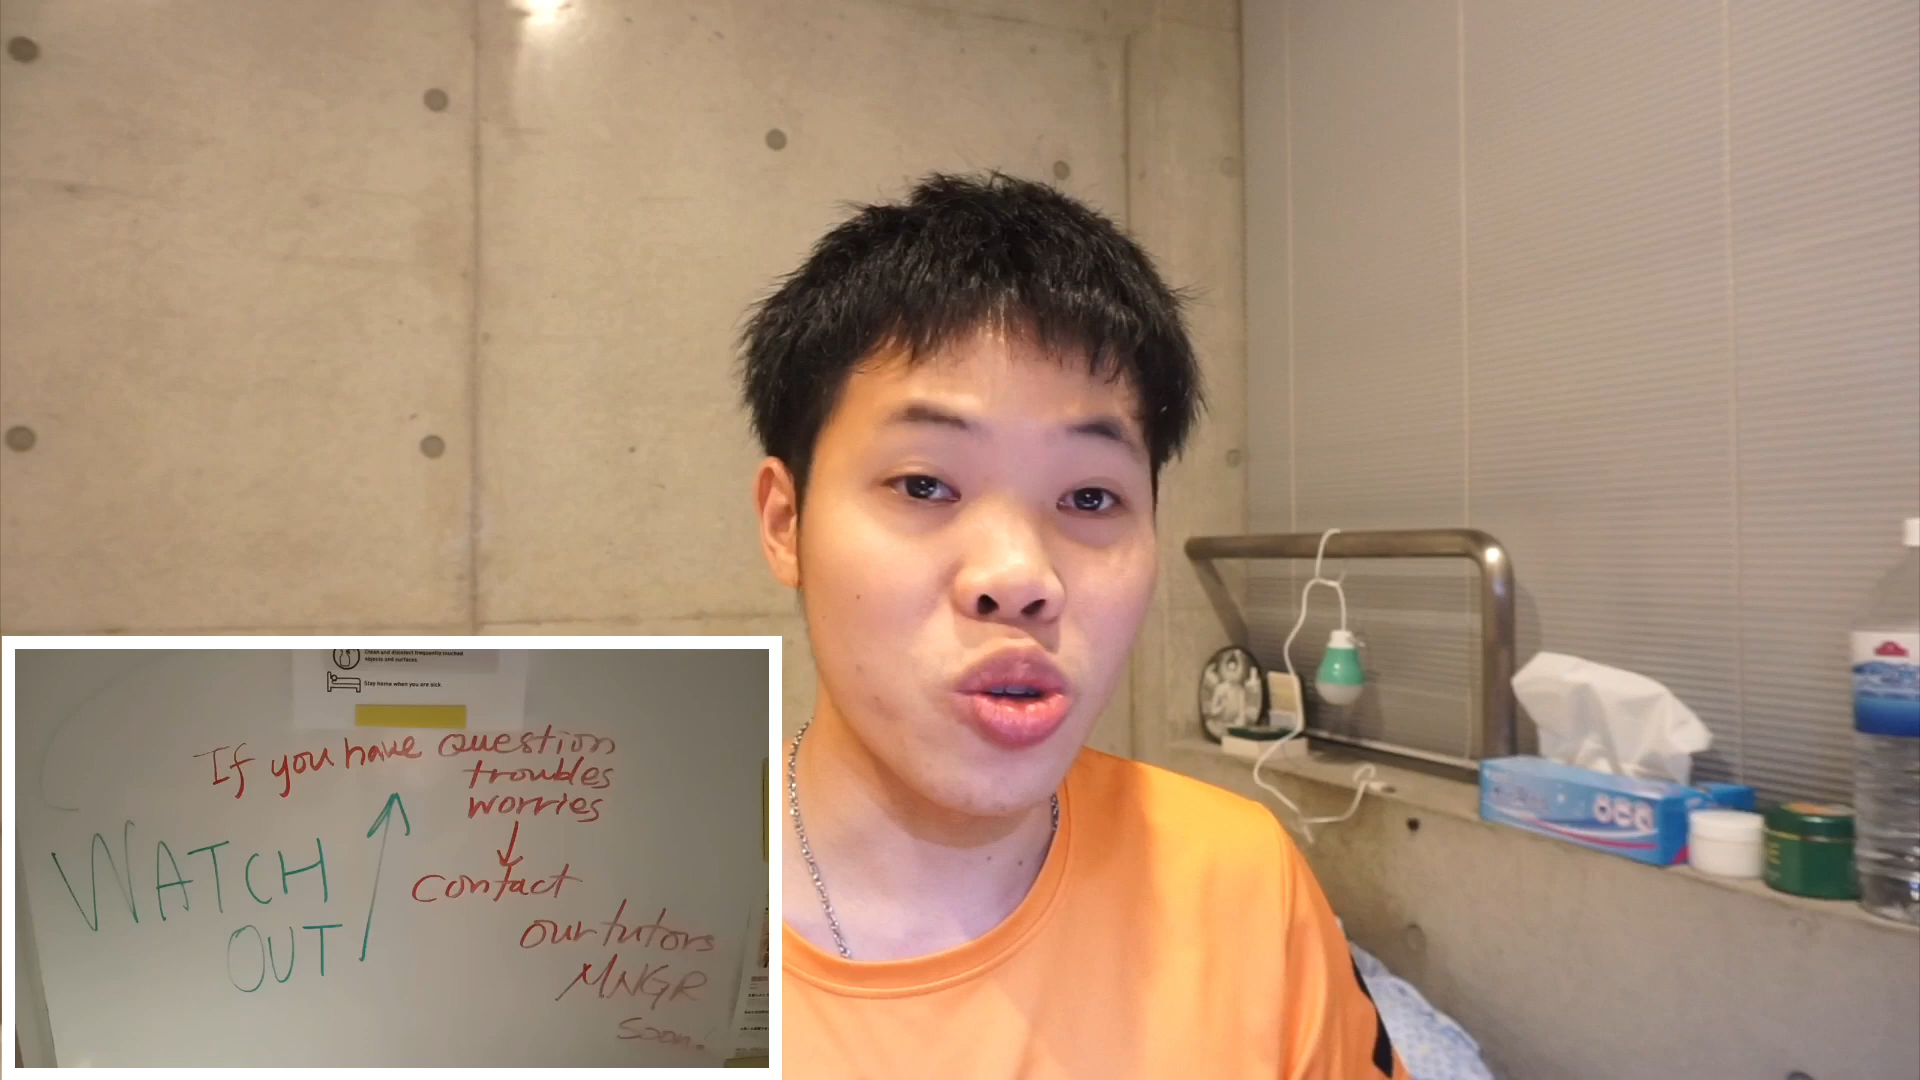 Clean and disinfect frequently touched
objects and surfaces.
Stay home when you are sick
If you have question
troubles
worries
WATCH
OUT
contact
our tutors
MNGR
Soon!